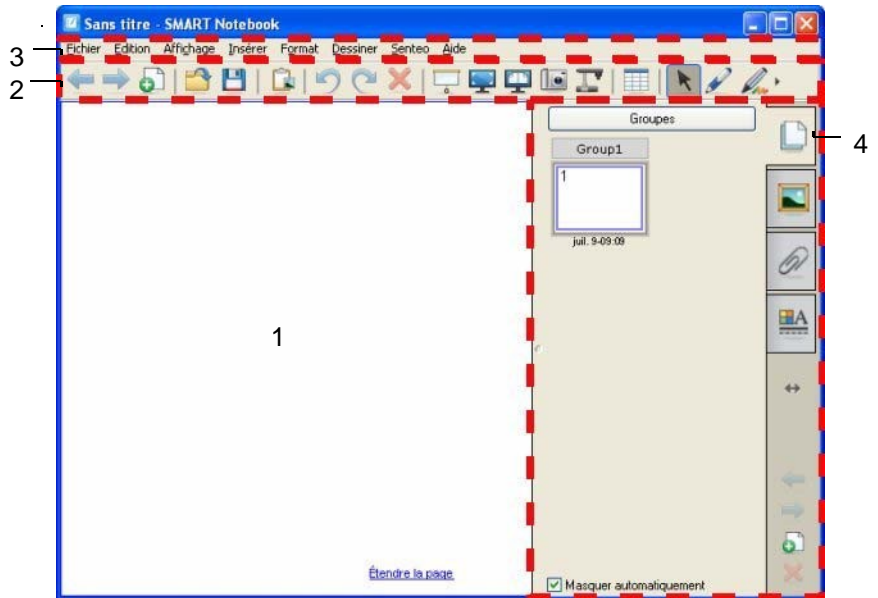 Sans titre - SMART Notebook
3
Fichier Edition Affichage Insérer Format Dessiner Senteo Aide
2
Groupes
4
Group1
1
juil. 9-09:09
A
1
Étendre la page
Masquer automatiquement